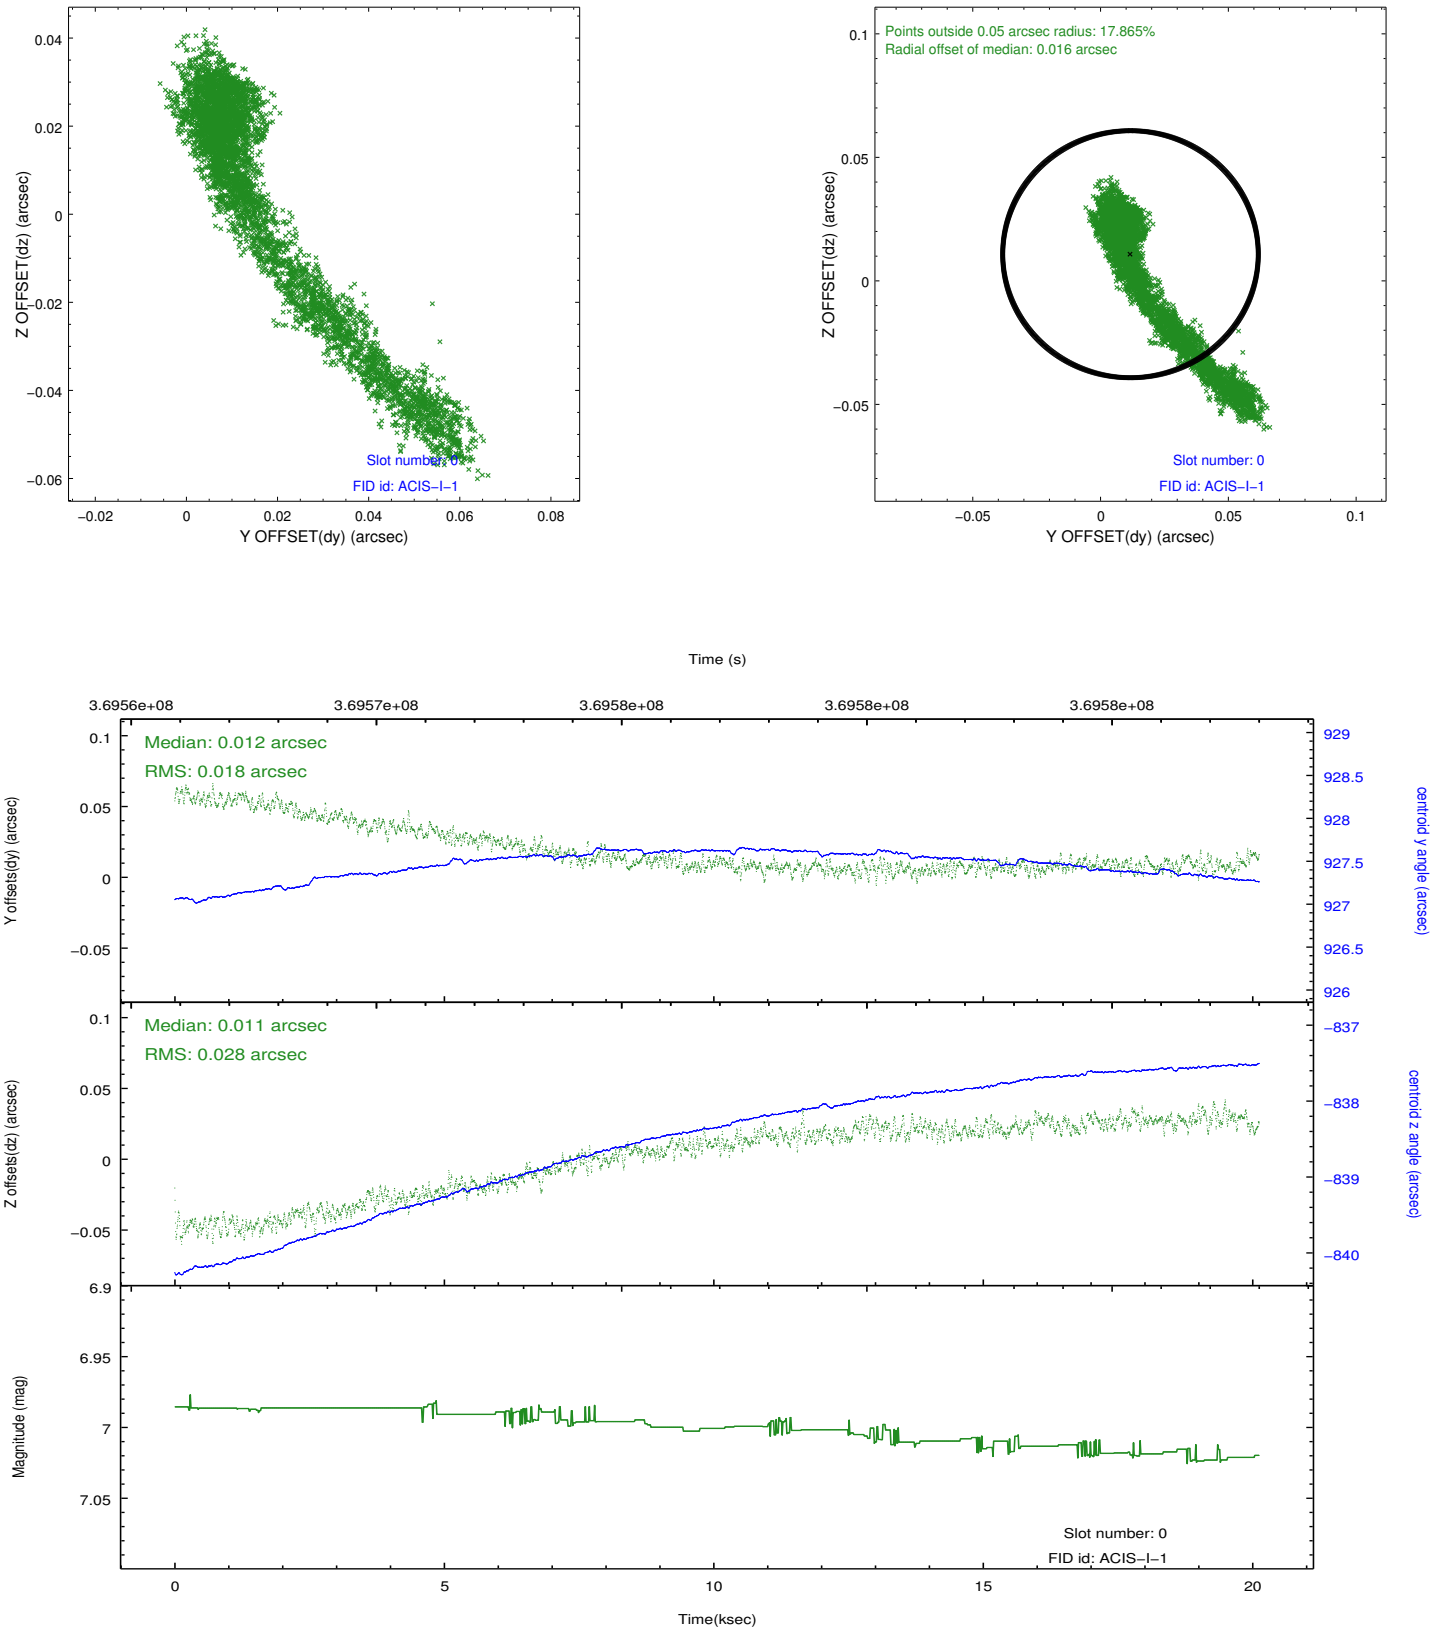 0.04
0.02
0
−0.02
−0.04
−0.06
Z OFFSET(dz) (arcsec)
Slot number: 0
FID id: ACIS−I−1
−0.02
0
0.02
0.04
0.06
0.08
Y OFFSET(dy) (arcsec)
Points outside 0.05 arcsec radius: 17.865%
Radial offset of median: 0.016 arcsec
0.1
0.05
0
−0.05
Z OFFSET(dz) (arcsec)
Slot number: 0
FID id: ACIS−I−1
−0.05
0
0.05
0.1
Y OFFSET(dy) (arcsec)
Time (s)
3.6956e+08
3.6957e+08
3.6958e+08
3.6958e+08
3.6958e+08
Median: 0.012 arcsec
RMS: 0.018 arcsec
0.1
0.05
0
−0.05
Y offsets(dy) (arcsec)
929
928.5
928
927.5
927
926.5
926
centroid y angle (arcsec)
Median: 0.011 arcsec
RMS: 0.028 arcsec
0.1
0.05
0
−0.05
Z offsets(dz) (arcsec)
−837
−838
−839
−840
centroid z angle (arcsec)
6.9
6.95
7
7.05
Magnitude (mag)
Slot number: 0
FID id: ACIS−I−1
0
5
10
15
20
Time(ksec)